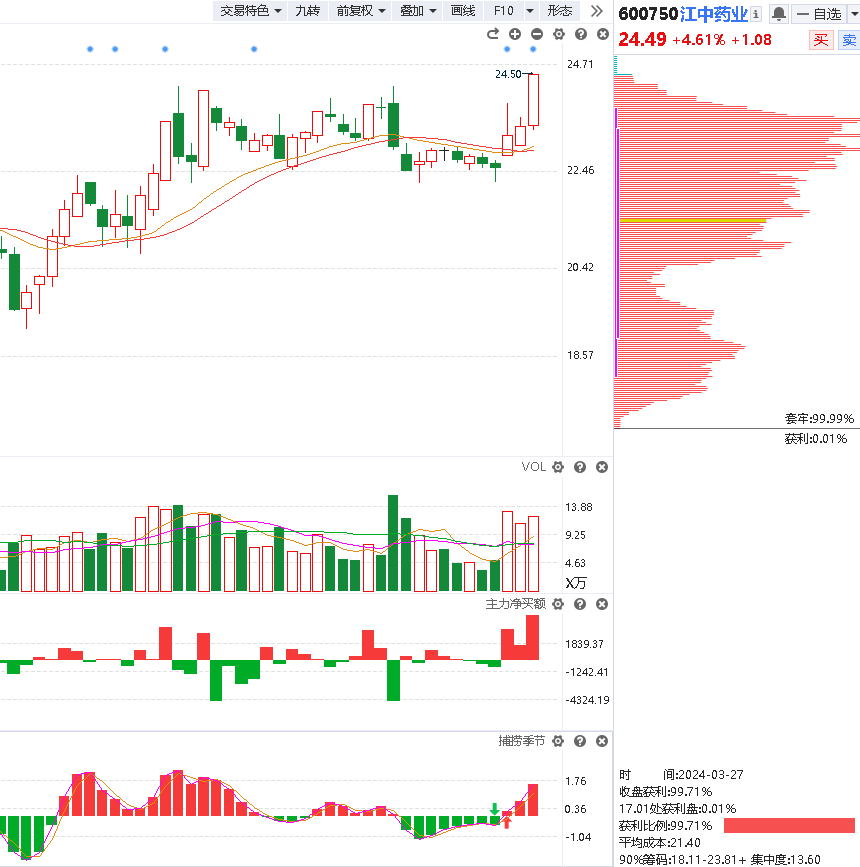 交易特色 九转 前复权 叠加 画线 F10 形态
600750江中药业 自选
24.49 +4.61% +1.08 买 卖
24.71
24.50
22.46
20.42
18.57
套牢:99.99%
获利:0.01%
VOL
13.88
9.25
4.63
X万
主力净买额
1839.37
-1242.41
-4324.19
捕捞季节
1.76
0.36
-1.04
时 间:2024-03-27
收盘获利:99.71%
17.01处获利盘:0.01%
获利比例:99.71%
平均成本:21.40
90%筹码:18.11-23.81+ 集中度:13.60